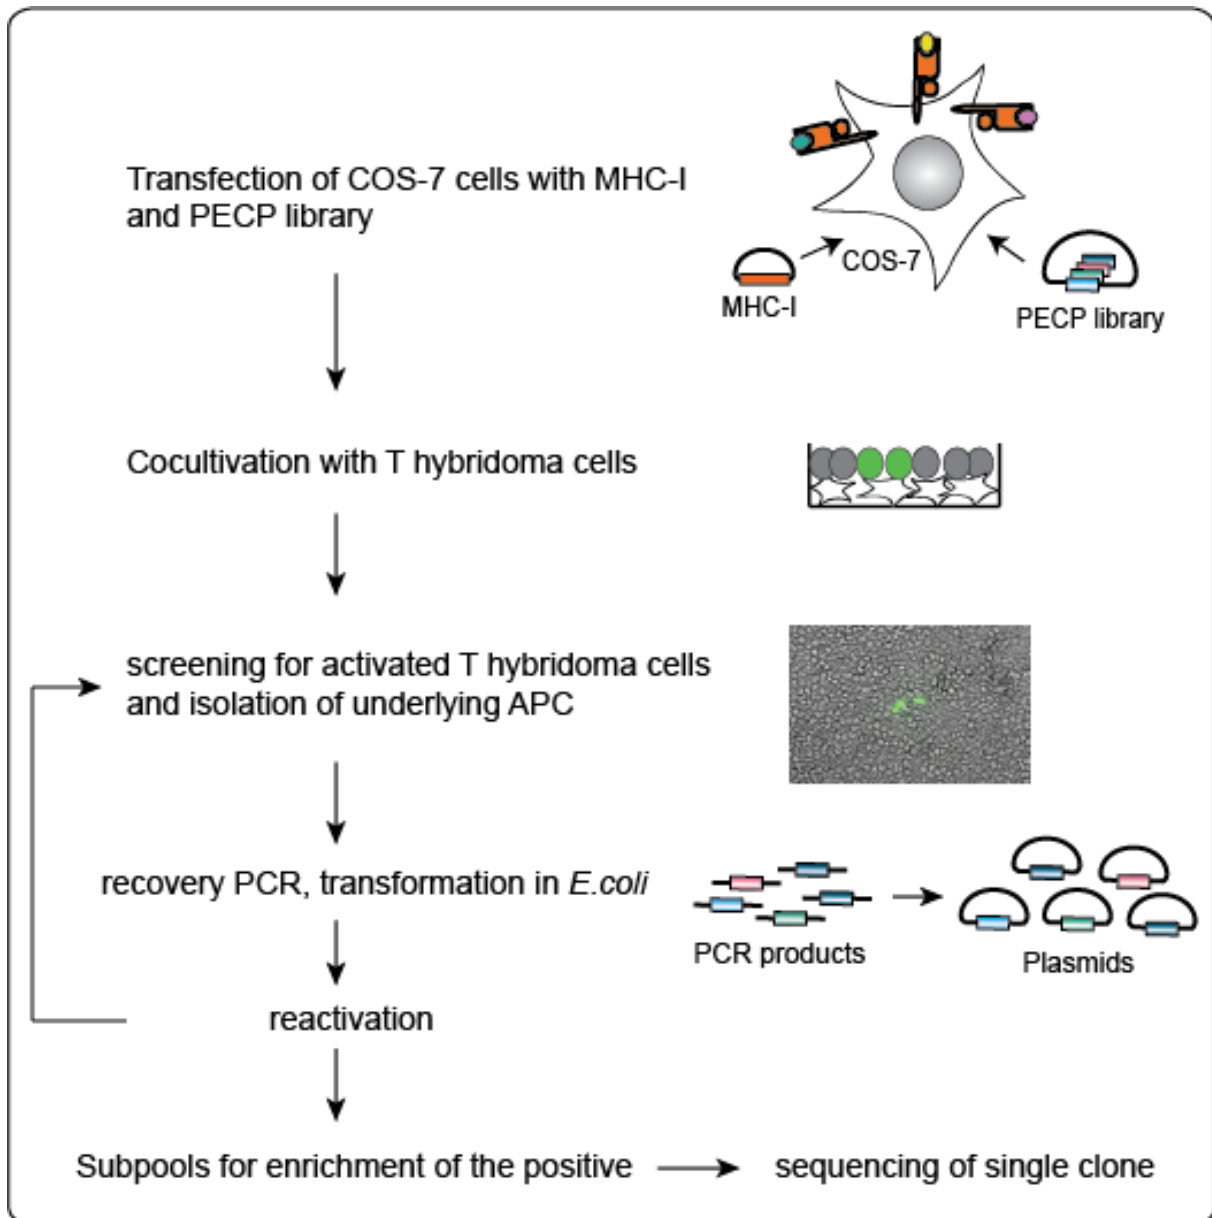 Transfection of COS-7 cells with MHC-I
and PECP library
COS-7
MHC-I
PECP library
Cocultivation with T hybridoma cells
screening for activated T hybridoma cells
and isolation of underlying APC
recovery PCR, transformation in E.coli
PCR products
Plasmids
reactivation
Subpools for enrichment of the positive
sequencing of single clone